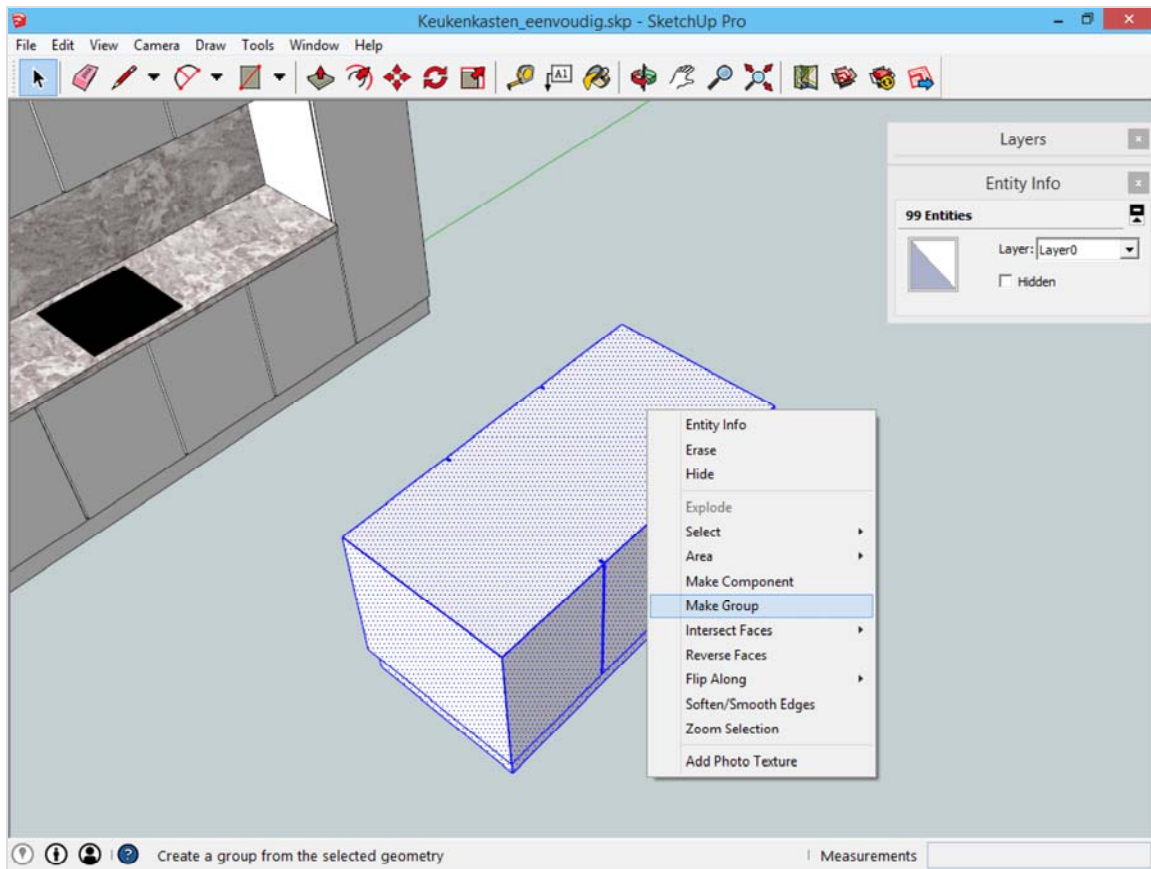 Keukenkasten_eenvoudig.skp - SketchUp Pro
File Edit View Camera Draw Tools Window Help
A1
Layers
Entity Info
99 Entities
Layer: Layer0
Hidden
Entity Info
Erase
Hide
Explode
Select
Area
Make Component
Make Group
Intersect Faces
Reverse Faces
Flip Along
Soften/Smooth Edges
Zoom Selection
Add Photo Texture
Create a group from the selected geometry
Measurements